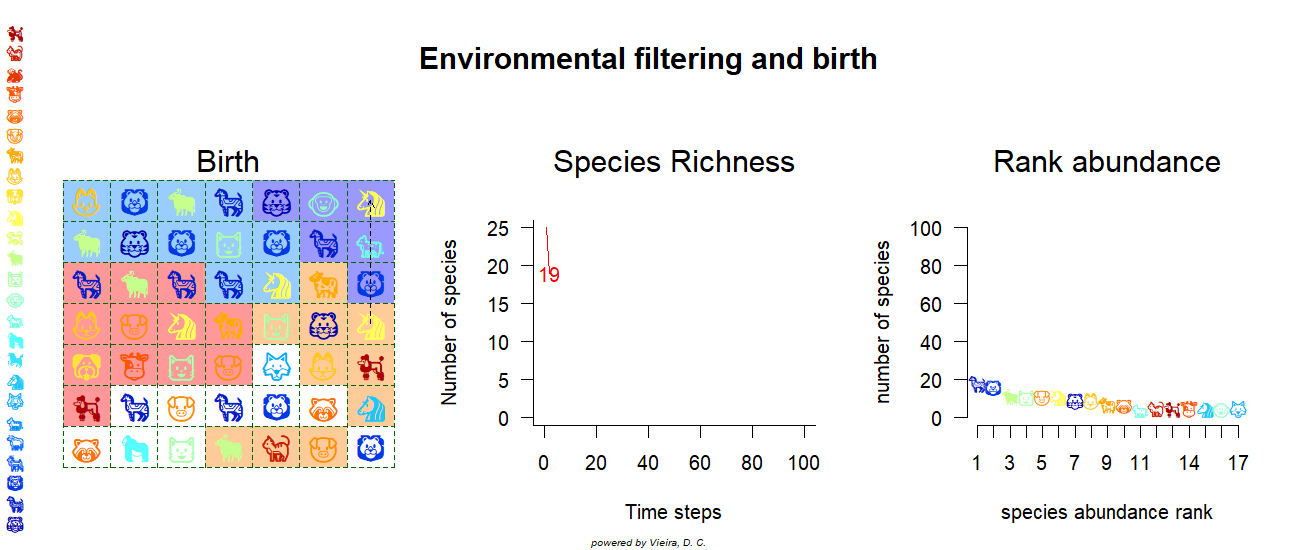 Environmental filtering and birth
Birth
Species Richness
Rank abundance
Number of species
25
20
15
10
5
0
19
0 20 40 60 80 100
Time steps
number of species
100
80
60
40
20
0
1 3 5 7 9 11 14 17
species abundance rank
powered by Vieira, D. C.